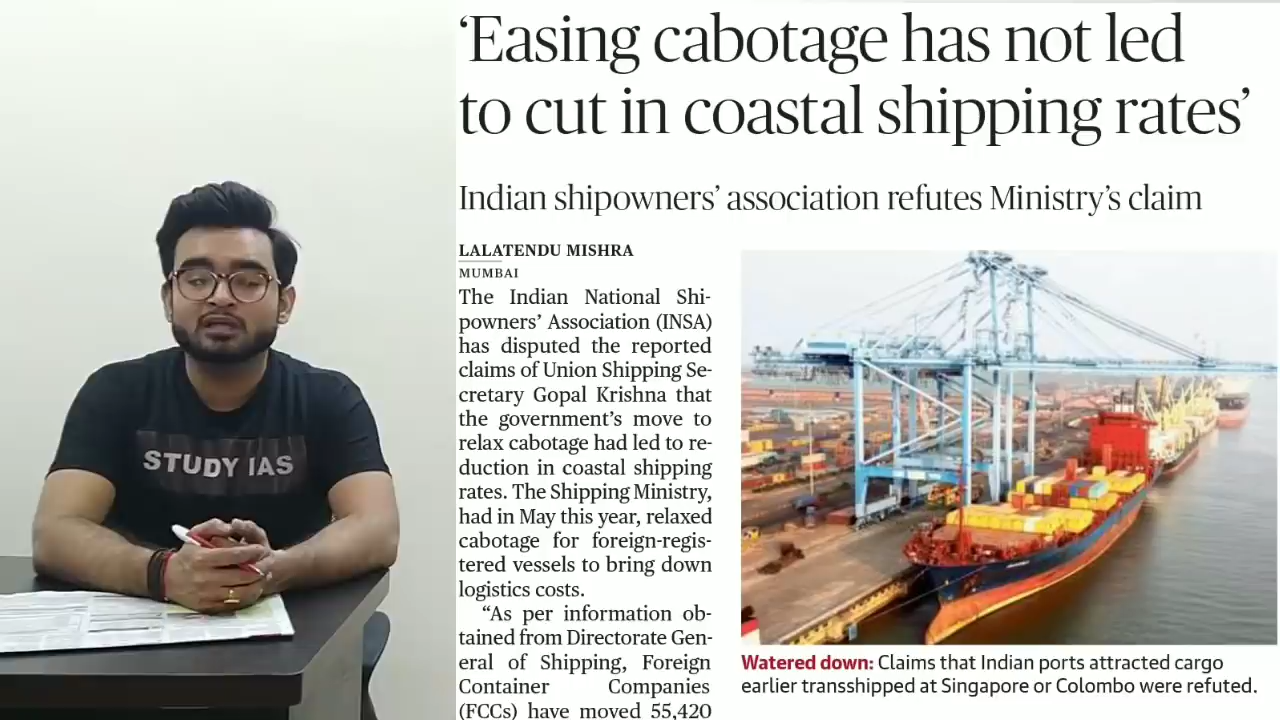 STUDY IAS
‘Easing cabotage has not led
to cut in coastal shipping rates’
Indian shipowners’ association refutes Ministry’s claim
LALATENDU MISHRA
MUMBAI
The Indian National Shi-
powners’ Association (INSA)
has disputed the reported
claims of Union Shipping Se-
cretary Gopal Krishna that
the government’s move to
relax cabotage had led to re-
duction in coastal shipping
rates. The Shipping Ministry,
had in May this year, relaxed
cabotage for foreign-regis-
tered vessels to bring down
logistics costs.
“As per information ob-
tained from Directorate Gen-
eral of Shipping, Foreign
Container Companies
(FCCs) have moved 55,420
Watered down: Claims that Indian ports attracted cargo
earlier transshipped at Singapore or Colombo were refuted.